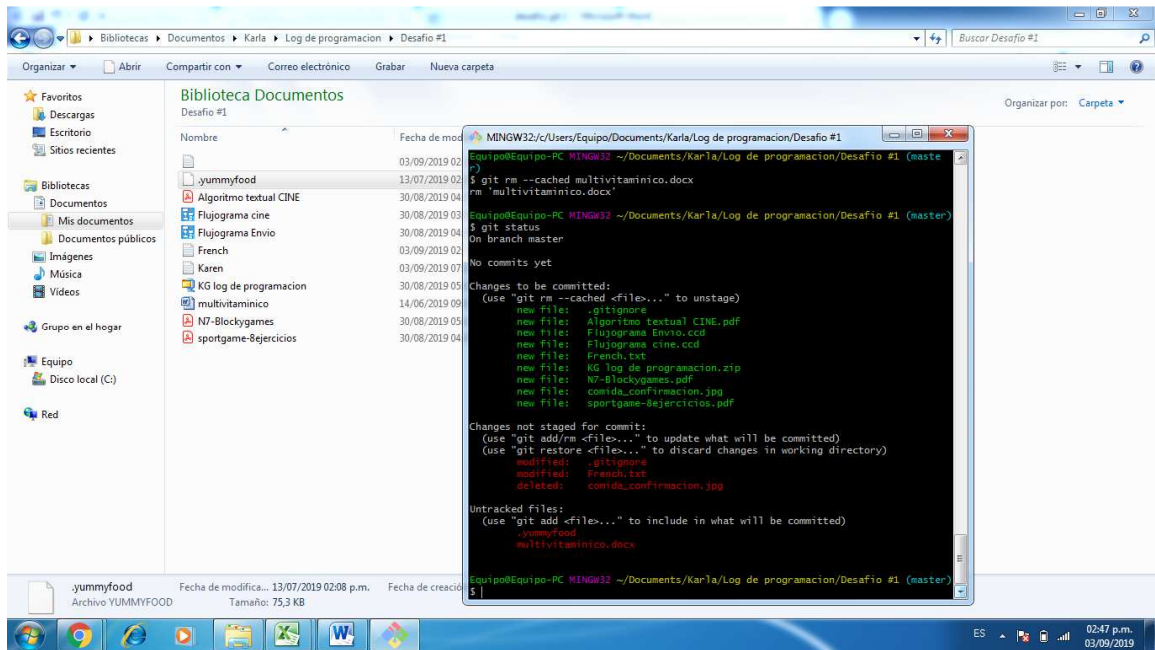 Bibliotecas ▸ Documentos ▸ Karla ▸ Log de programacion ▸ Desafio #1
Buscar Desafio #1
Organizar
Abrir
Compartir con
Correo electrónico
Grabar
Nueva carpeta
Favoritos
Descargas
Escritorio
Sitios recientes
Bibliotecas
Documentos
Mis documentos
Documentos públicos
Imágenes
Música
Vídeos
Grupo en el hogar
Equipo
Disco local (C:)
Red
Biblioteca Documentos
Desafio #1
Organizar por: Carpeta
Nombre
Fecha de mod
03/09/2019 02
.yummyfood 13/07/2019 02
Algoritmo textual CINE 30/08/2019 04
Flujograma cine 30/08/2019 03
Flujograma Envio 30/08/2019 04
French 03/09/2019 02
Karen 03/09/2019 07
KG log de programacion 30/08/2019 05
multivitaminico 14/06/2019 09
N7-Blockygames 30/08/2019 05
sportgame-8ejercicios 30/08/2019 04
MINGW32:/c/Users/Equipo/Documents/Karla/Log de programacion/Desafio #1
Equipo@Equipo-PC MINGW32 ~/Documents/Karla/Log de programacion/Desafio #1 (maste
r)
$ git rm --cached multivitaminico.docx
rm 'multivitaminico.docx'
Equipo@Equipo-PC MINGW32 ~/Documents/Karla/Log de programacion/Desafio #1 (master)
$ git status
On branch master
No commits yet
Changes to be committed:
(use "git rm --cached <file>..." to unstage)
new file: .gitignore
new file: Algoritmo textual CINE.pdf
new file: Flujograma Envio.ccd
new file: Flujograma cine.ccd
new file: French.txt
new file: KG log de programacion.zip
new file: N7-Blockygames.pdf
new file: comida_confirmacion.jpg
new file: sportgame-8ejercicios.pdf
Changes not staged for commit:
(use "git add/rm <file>..." to update what will be committed)
(use "git restore <file>..." to discard changes in working directory)
modified: .gitignore
modified: French.txt
deleted: comida_confirmacion.jpg
Untracked files:
(use "git add <file>..." to include in what will be committed)
.yummyfood
multivitaminico.docx
Equipo@Equipo-PC MINGW32 ~/Documents/Karla/Log de programacion/Desafio #1 (master)
$
.yummyfood Fecha de modifica... 13/07/2019 02:08 p.m. Fecha de creació
Archivo YUMMYFOOD Tamaño: 75,3 KB
ES
02:47 p.m.
03/09/2019